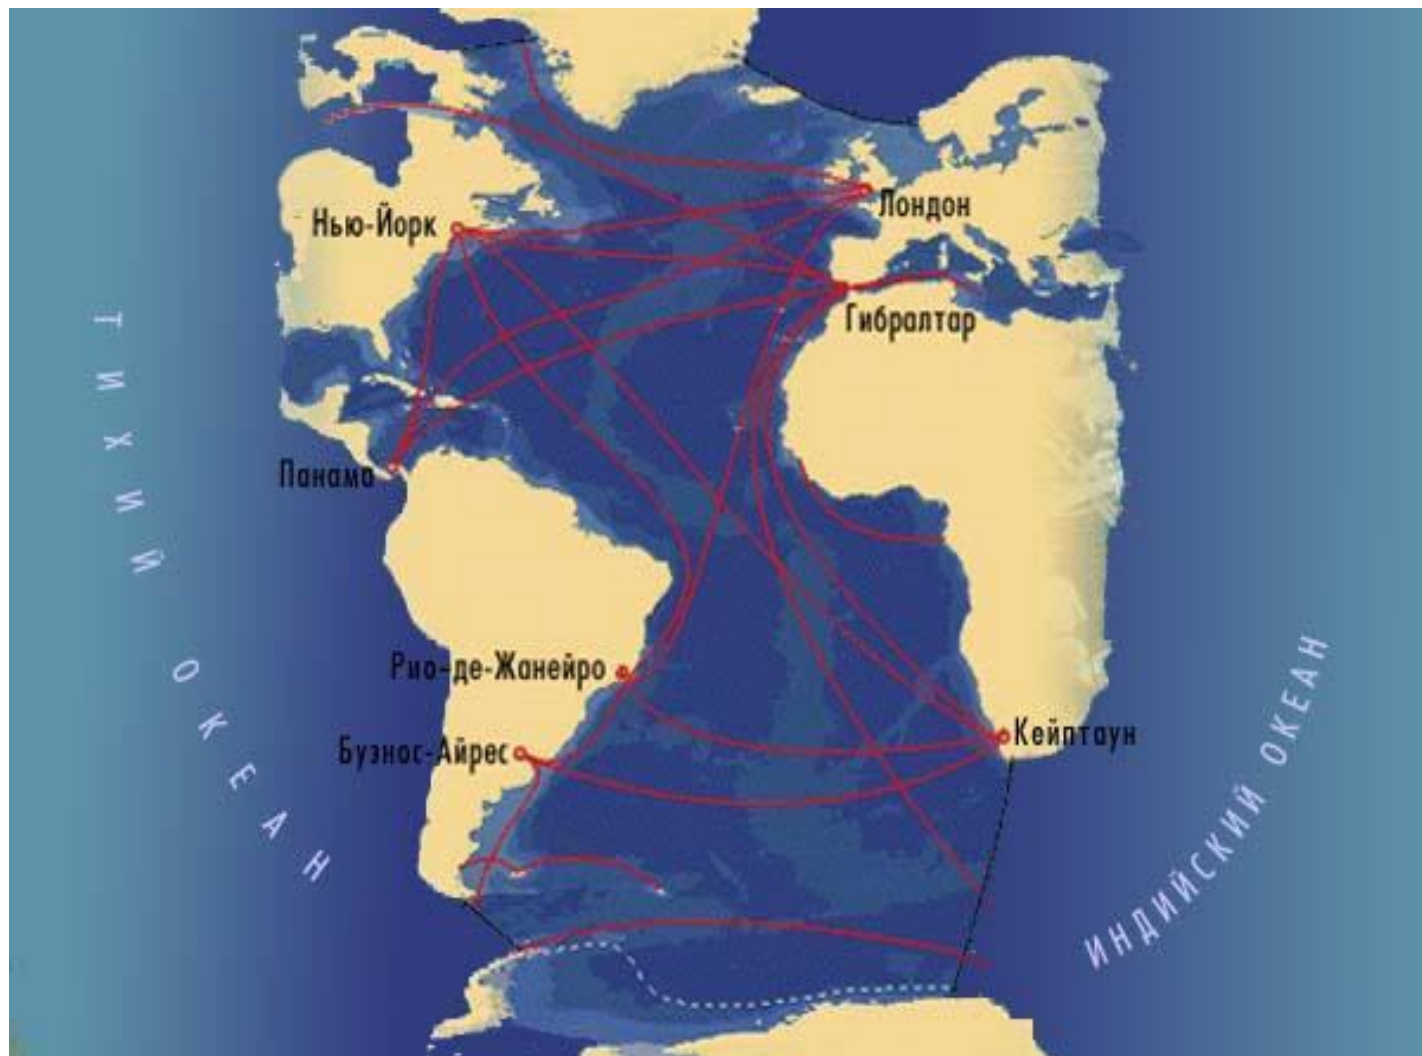 Лондон
Нью-Йорк
Гибралтар
Панама
Рио-де-Жанейро
Буэнос-Айрес
Кейптаун
ТИХИЙ ОКЕАН
ИНДИЙСКИЙ ОКЕАН